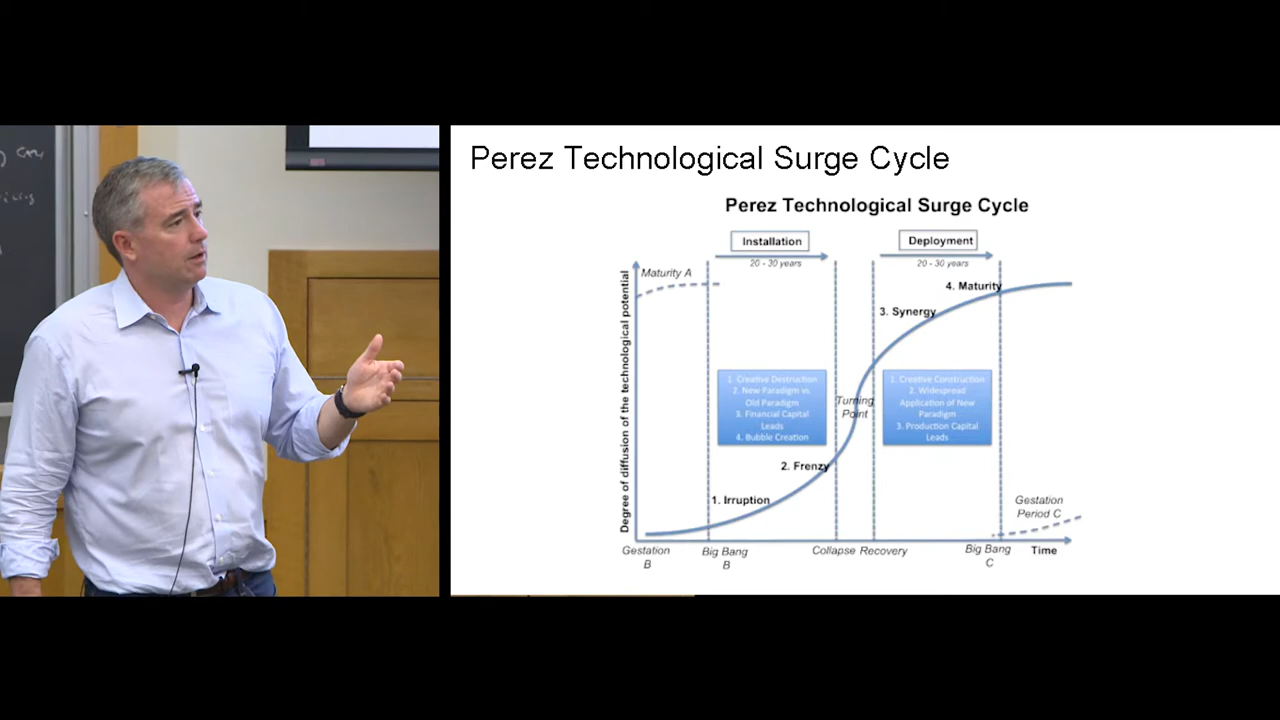 Perez Technological Surge Cycle
Perez Technological Surge Cycle
Installation
Deployment
20 - 30 years
20 - 30 years
Maturity A
4. Maturity
3. Synergy
Degree of diffusion of the technological potential
1. Creative Destruction
2. New Paradigm vs.
Old Paradigm
3. Financial Capital
Leads
4. Bubble Creation
Turning
Point
1. Creative Construction
2. Widespread
Application of New
Paradigm
3. Production Capital
Leads
2. Frenzy
1. Irruption
Gestation
Period C
Gestation
B
Big Bang
B
Collapse
Recovery
Big Bang
C
Time